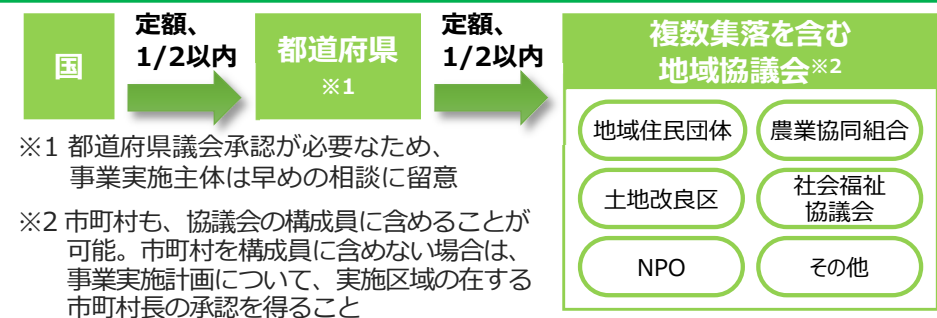 国
定額、
1/2以内
都道府県
※1
定額、
1/2以内
複数集落を含む
地域協議会※2
地域住民団体
農業協同組合
土地改良区
社会福祉
協議会
NPO
その他
※1 都道府県議会承認が必要なため、
事業実施主体は早めの相談に留意
※2 市町村も、協議会の構成員に含めることが
可能。市町村を構成員に含めない場合は、
事業実施計画について、実施区域の在する
市町村長の承認を得ること